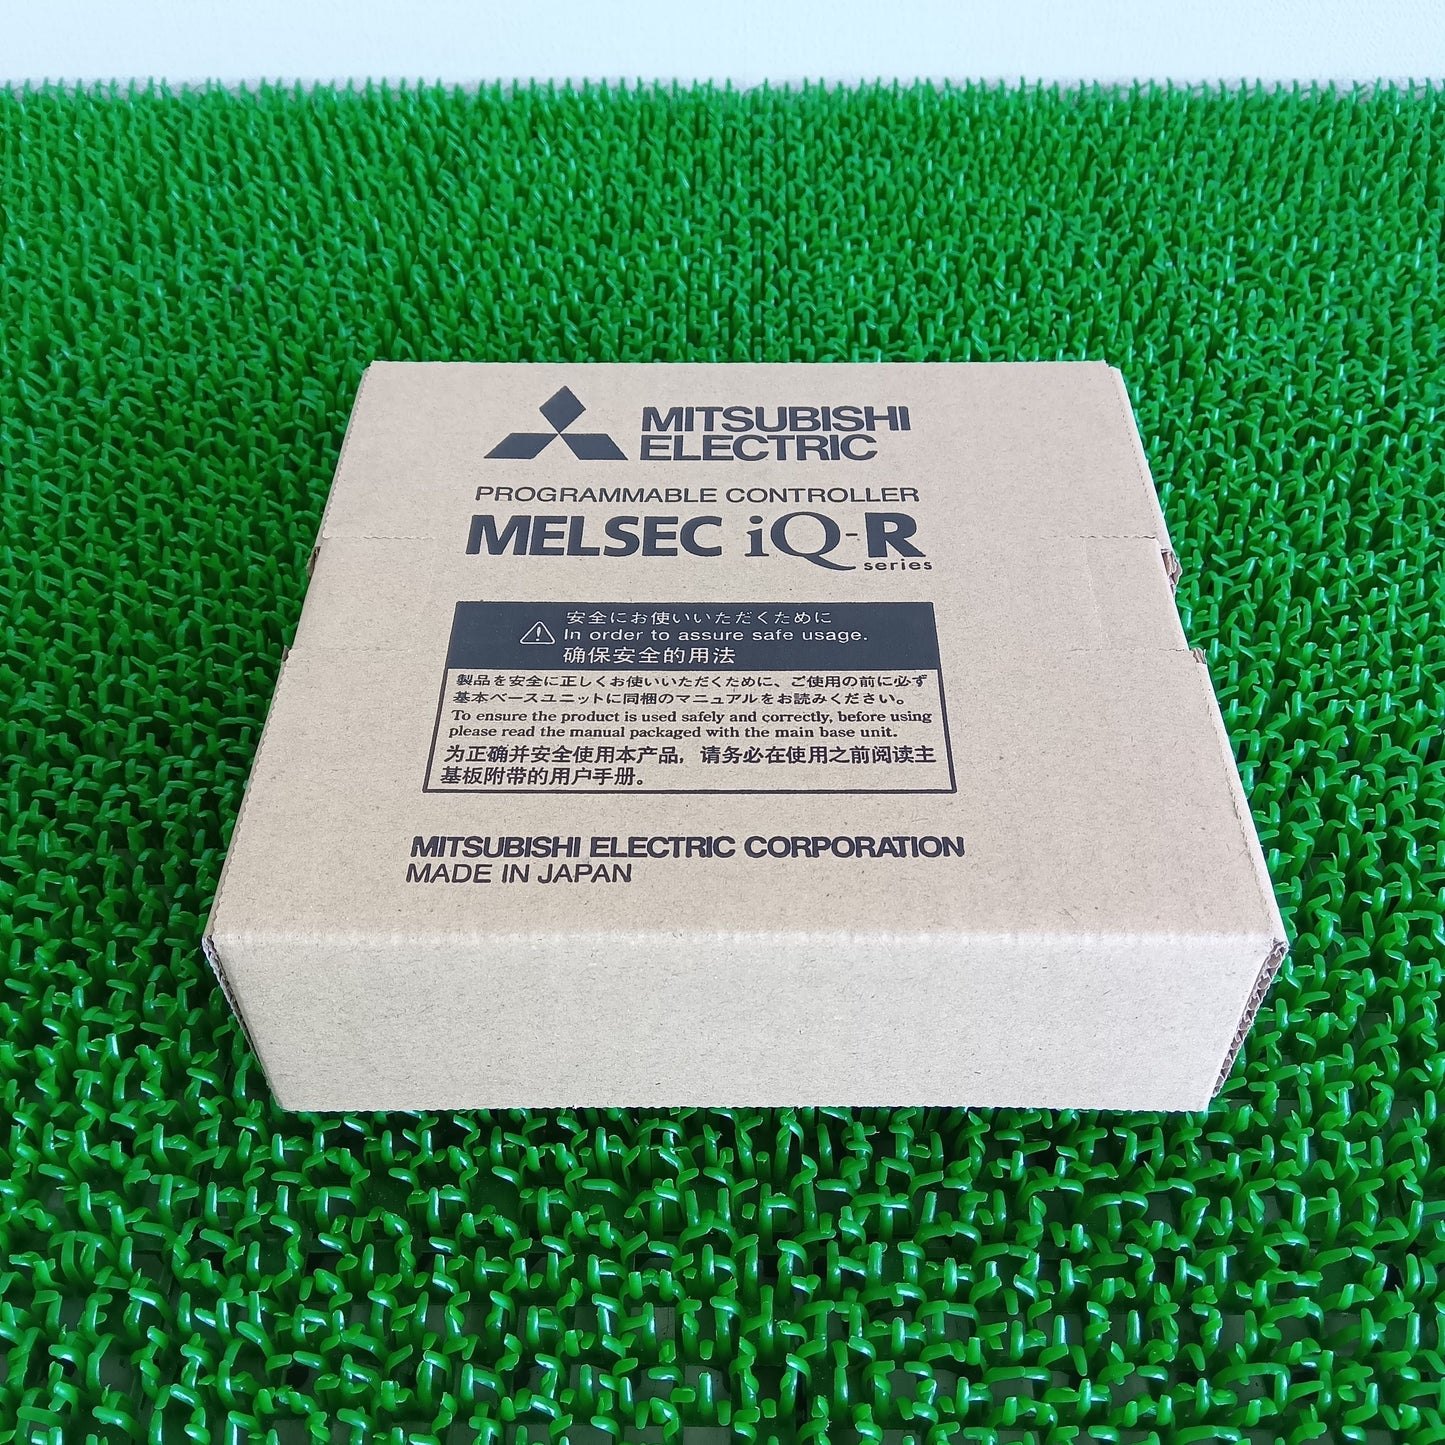 MITSUBISHI
ELECTRIC
PROGRAMMABLE CONTROLLER
MELSEC iQ-R
series
安全にお使いいただくために
In order to assure safe usage.
确保安全的用法
製品を安全に正しくお使いいただくために、ご使用の前に必ず
基本ベースユニットに同梱のマニュアルをお読みください。
To ensure the product is used safely and correctly, before using
please read the manual packaged with the main base unit.
为正确并安全使用本产品，请务必在使用之前阅读主
基板附带的用户手册。
MITSUBISHI ELECTRIC CORPORATION
MADE IN JAPAN